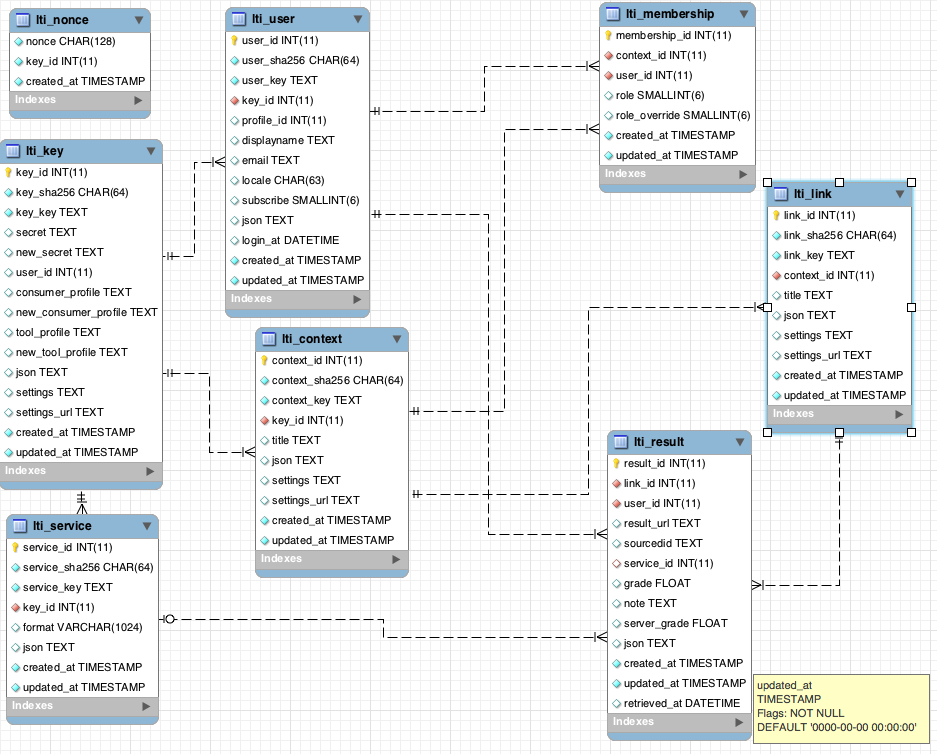 lti_nonce
nonce CHAR(128)
key_id INT(11)
created_at TIMESTAMP
Indexes
lti_key
key_id INT(11)
key_sha256 CHAR(64)
key_key TEXT
secret TEXT
new_secret TEXT
user_id INT(11)
consumer_profile TEXT
new_consumer_profile TEXT
tool_profile TEXT
new_tool_profile TEXT
json TEXT
settings TEXT
settings_url TEXT
created_at TIMESTAMP
updated_at TIMESTAMP
Indexes
lti_service
service_id INT(11)
service_sha256 CHAR(64)
service_key TEXT
key_id INT(11)
format VARCHAR(1024)
json TEXT
created_at TIMESTAMP
updated_at TIMESTAMP
Indexes
lti_user
user_id INT(11)
user_sha256 CHAR(64)
user_key TEXT
key_id INT(11)
profile_id INT(11)
displayname TEXT
email TEXT
locale CHAR(63)
subscribe SMALLINT(6)
json TEXT
login_at DATETIME
created_at TIMESTAMP
updated_at TIMESTAMP
Indexes
lti_context
context_id INT(11)
context_sha256 CHAR(64)
context_key TEXT
key_id INT(11)
title TEXT
json TEXT
settings TEXT
settings_url TEXT
created_at TIMESTAMP
updated_at TIMESTAMP
Indexes
lti_membership
membership_id INT(11)
context_id INT(11)
user_id INT(11)
role SMALLINT(6)
role_override SMALLINT(6)
created_at TIMESTAMP
updated_at TIMESTAMP
Indexes
lti_link
link_id INT(11)
link_sha256 CHAR(64)
link_key TEXT
context_id INT(11)
title TEXT
json TEXT
settings TEXT
settings_url TEXT
created_at TIMESTAMP
updated_at TIMESTAMP
Indexes
lti_result
result_id INT(11)
link_id INT(11)
user_id INT(11)
result_url TEXT
sourcedid TEXT
service_id INT(11)
grade FLOAT
note TEXT
server_grade FLOAT
json TEXT
created_at TIMESTAMP
updated_at TIMESTAMP
retrieved_at DATETIME
Indexes
updated_at
TIMESTAMP
Flags: NOT NULL
DEFAULT '0000-00-00 00:00:00'